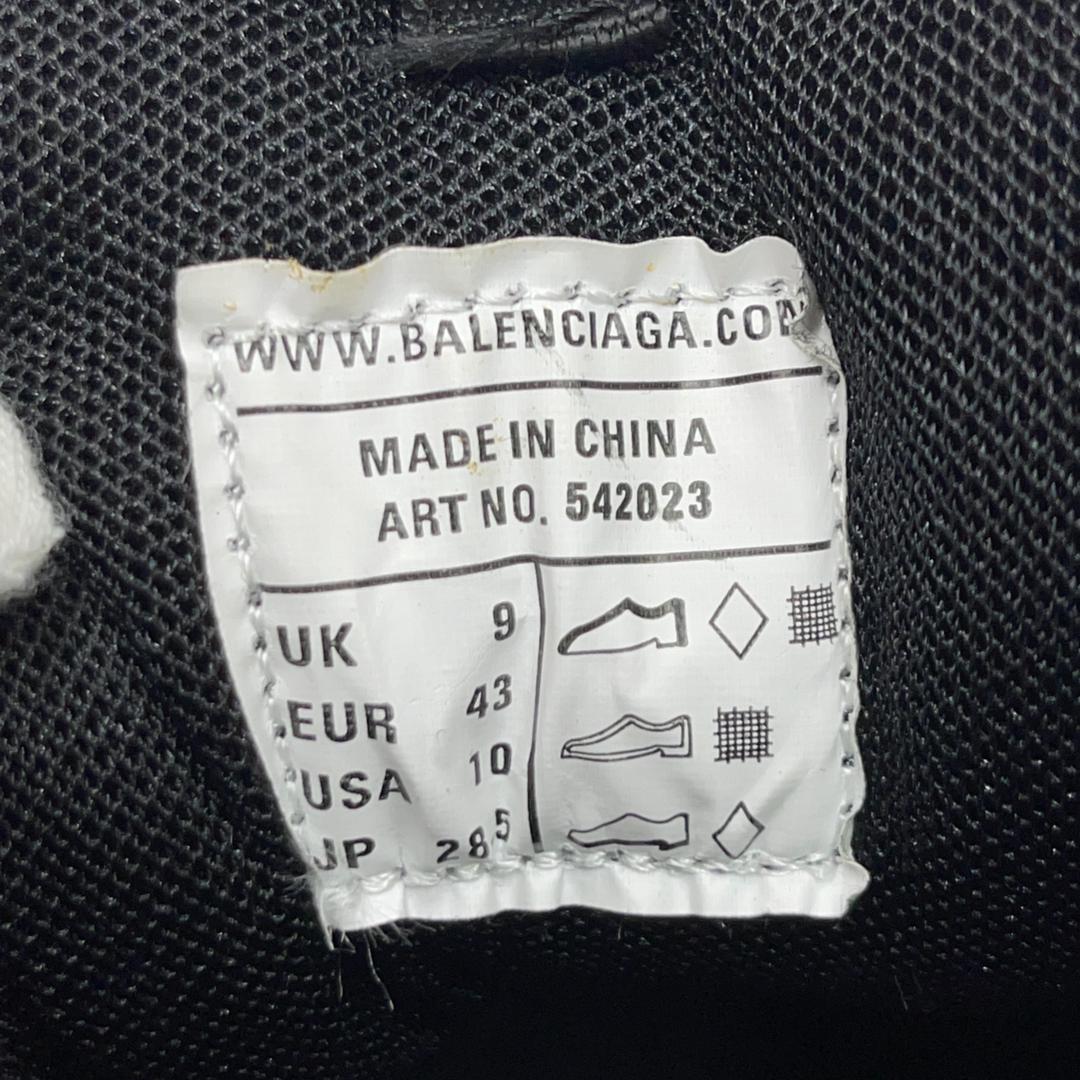 WWW.BALENCIAGA.COM
MADE IN CHINA
ART NO. 542023
UK 9
EUR 43
USA 10
JP 28.5